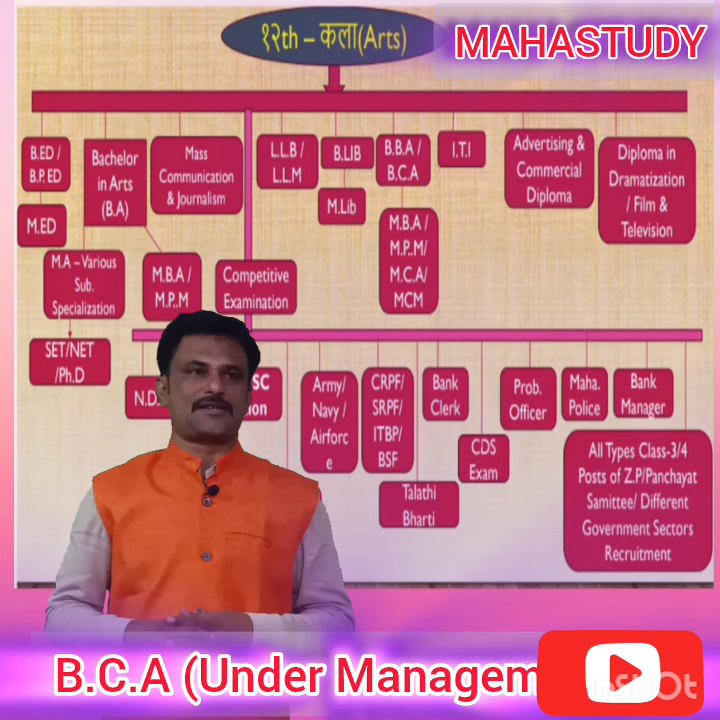 १२th – कला(Arts)
MAHASTUDY
B.ED /
B.P.ED
M.ED
Bachelor
in Arts
(B.A)
Mass
Communication
& Journalism
L.L.B /
L.L.M
B.LIB
M.Lib
B.B.A /
B.C.A
M.B.A /
M.P.M/
M.C.A/
MCM
I.T.I
Advertising &
Commercial
Diploma
Diploma in
Dramatization
/ Film &
Television
M.A – Various
Sub.
Specialization
SET/NET
/Ph.D
M.B.A /
M.P.M
Competitive
Examination
N.D.
SC
ion
Army/
Navy /
Airforc
e
CRPF/
SRPF/
ITBP/
BSF
Talathi
Bharti
Bank
Clerk
CDS
Exam
Prob.
Officer
Maha.
Police
Bank
Manager
All Types Class-3/4
Posts of Z.P/Panchayat
Samittee/ Different
Government Sectors
Recruitment
B.C.A (Under Managem